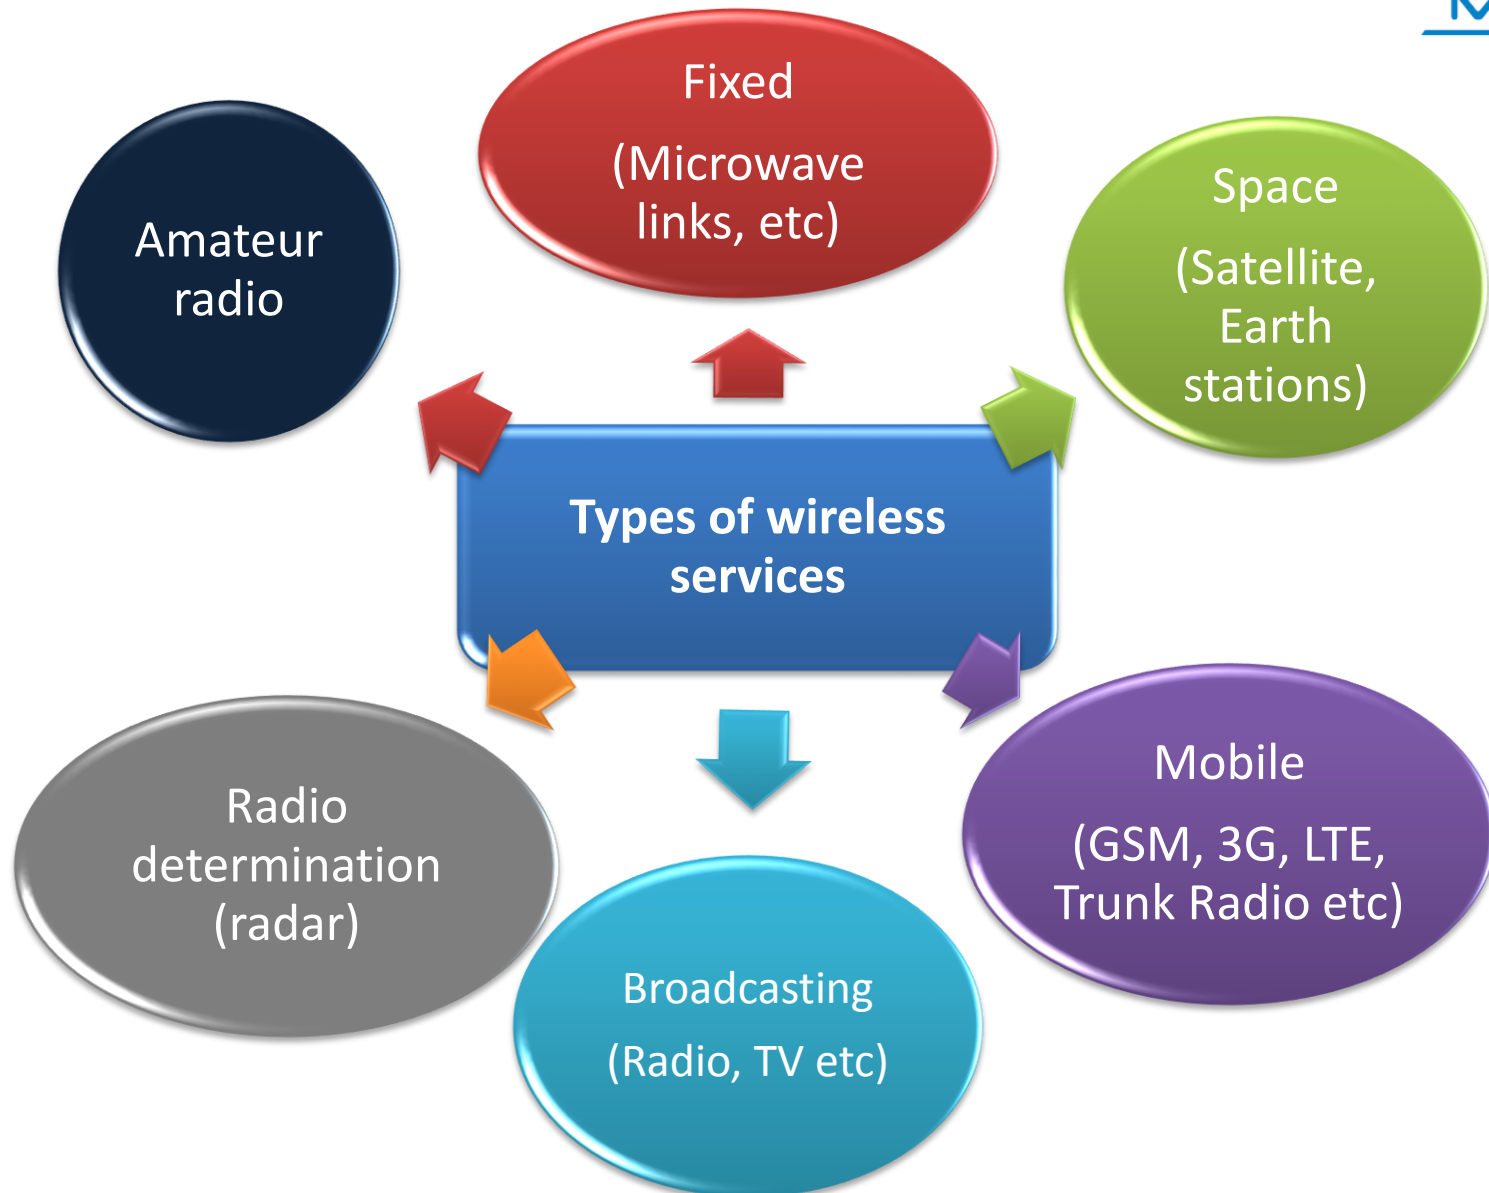 Fixed
(Microwave
links, etc)
Amateur
radio
Space
(Satellite,
Earth
stations)
Types of wireless
services
Mobile
(GSM, 3G, LTE,
Trunk Radio etc)
Radio
determination
(radar)
Broadcasting
(Radio, TV etc)